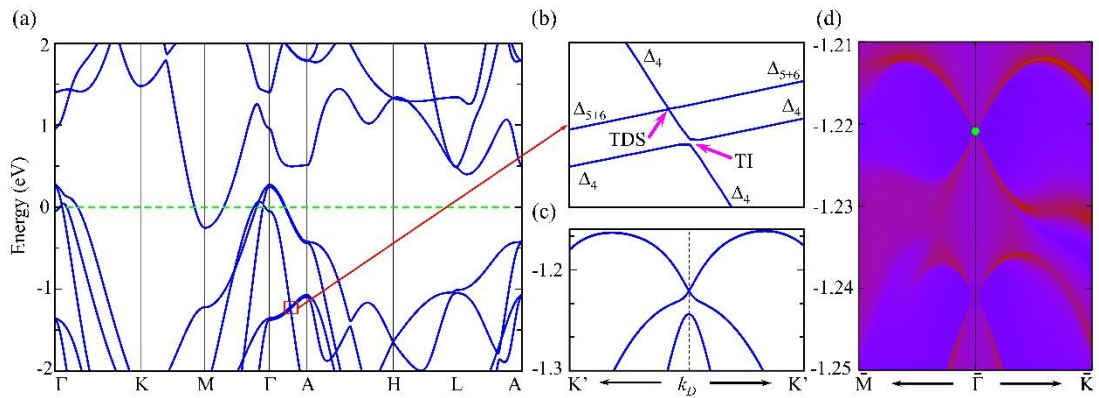 (a)
2
1
0
-1
-2
Energy (eV)
Γ K M Γ A H L A
(b)
Δ4
Δ5+6
Δ5+6
Δ4
TDS
TI
Δ4
Δ4
(c)
-1.2
-1.3
K’ kD K’
(d)
-1.21
-1.22
-1.23
-1.24
-1.25
M̄ Γ̄ K̄